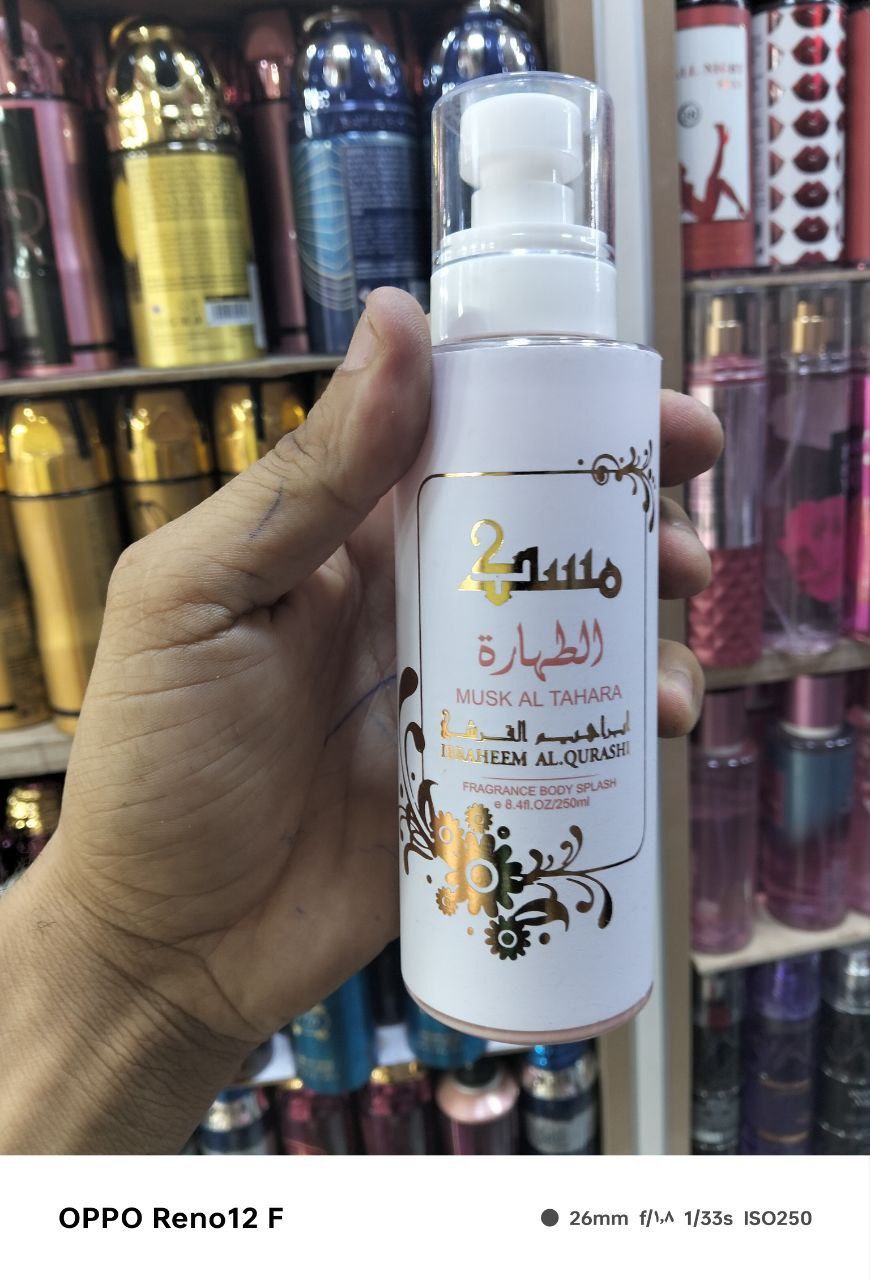 مسك
الطهارة
MUSK AL TAHARA
ابراهيم القرشي
IBRAHEEM AL.QURASHI
FRAGRANCE BODY SPLASH
e 8.4fl.OZ/250ml
OPPO Reno12 F
26mm f/١.٨ 1/33s ISO250